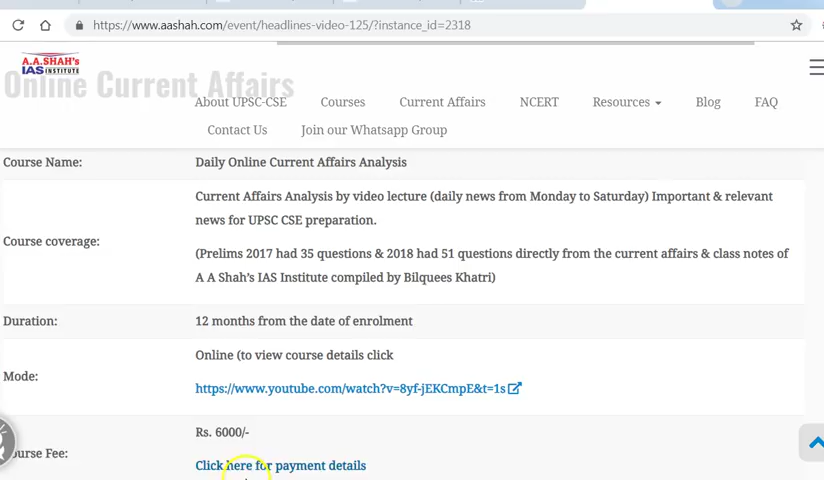 https://www.aashah.com/event/headlines-video-125/?instance_id=2318
A.A.SHAH's
IAS INSTITUTE
Online Current Affairs
About UPSC-CSE Courses Current Affairs NCERT Resources Blog FAQ
Contact Us Join our Whatsapp Group
Course Name: Daily Online Current Affairs Analysis
Current Affairs Analysis by video lecture (daily news from Monday to Saturday) Important & relevant
news for UPSC CSE preparation.
Course coverage:
(Prelims 2017 had 35 questions & 2018 had 51 questions directly from the current affairs & class notes of
A A Shah's IAS Institute compiled by Bilquees Khatri)
Duration: 12 months from the date of enrolment
Online (to view course details click
Mode:
https://www.youtube.com/watch?v=8yf-jEKCmpE&t=1s
Rs. 6000/-
ourse Fee:
Click here for payment details